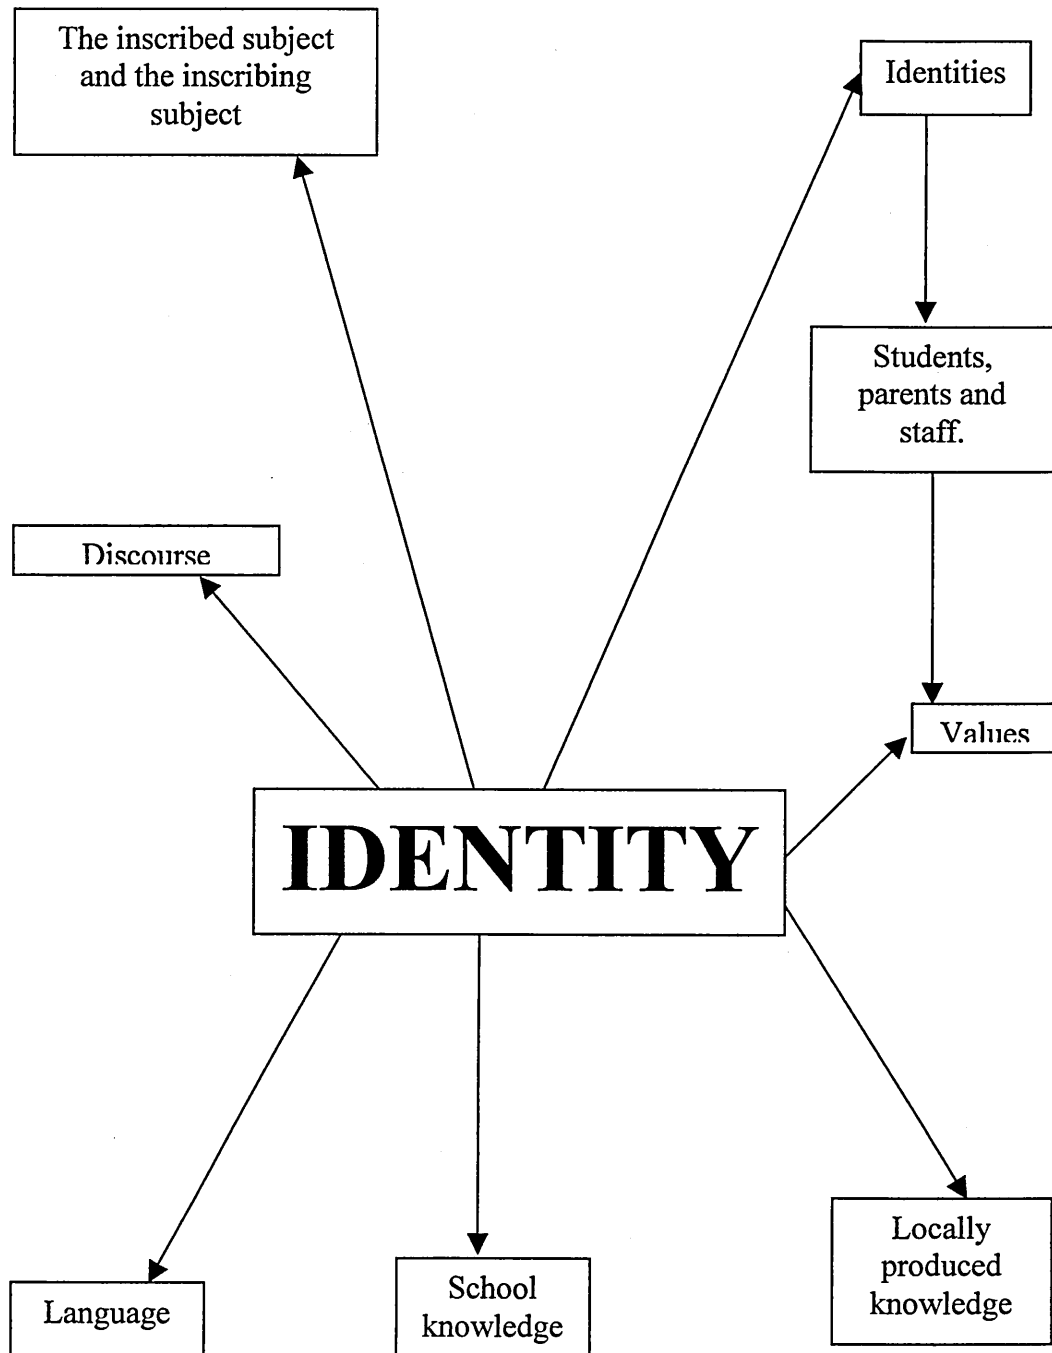 The inscribed subject
and the inscribing
subject
Identities
Students,
parents and
staff.
Discourse
Values
IDENTITY
Language
School
knowledge
Locally
produced
knowledge